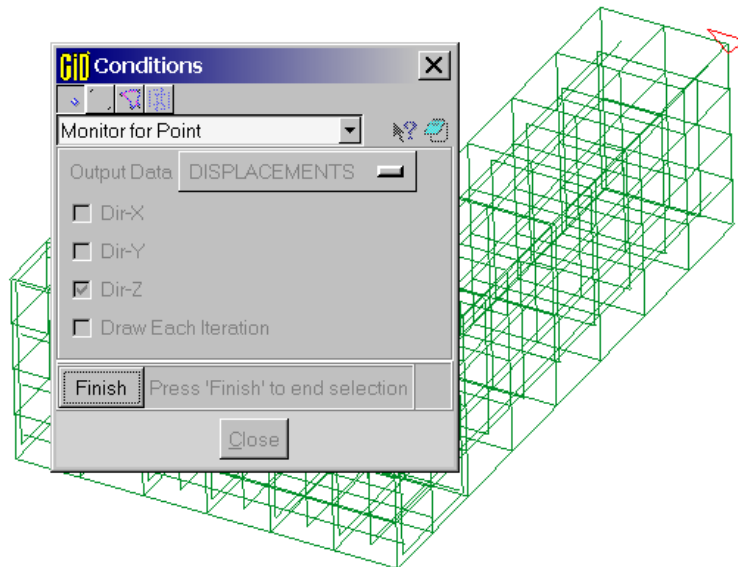 GiD Conditions
Monitor for Point
Output Data DISPLACEMENTS
Dir-X
Dir-Y
Dir-Z
Draw Each Iteration
Finish Press 'Finish' to end selection
Close